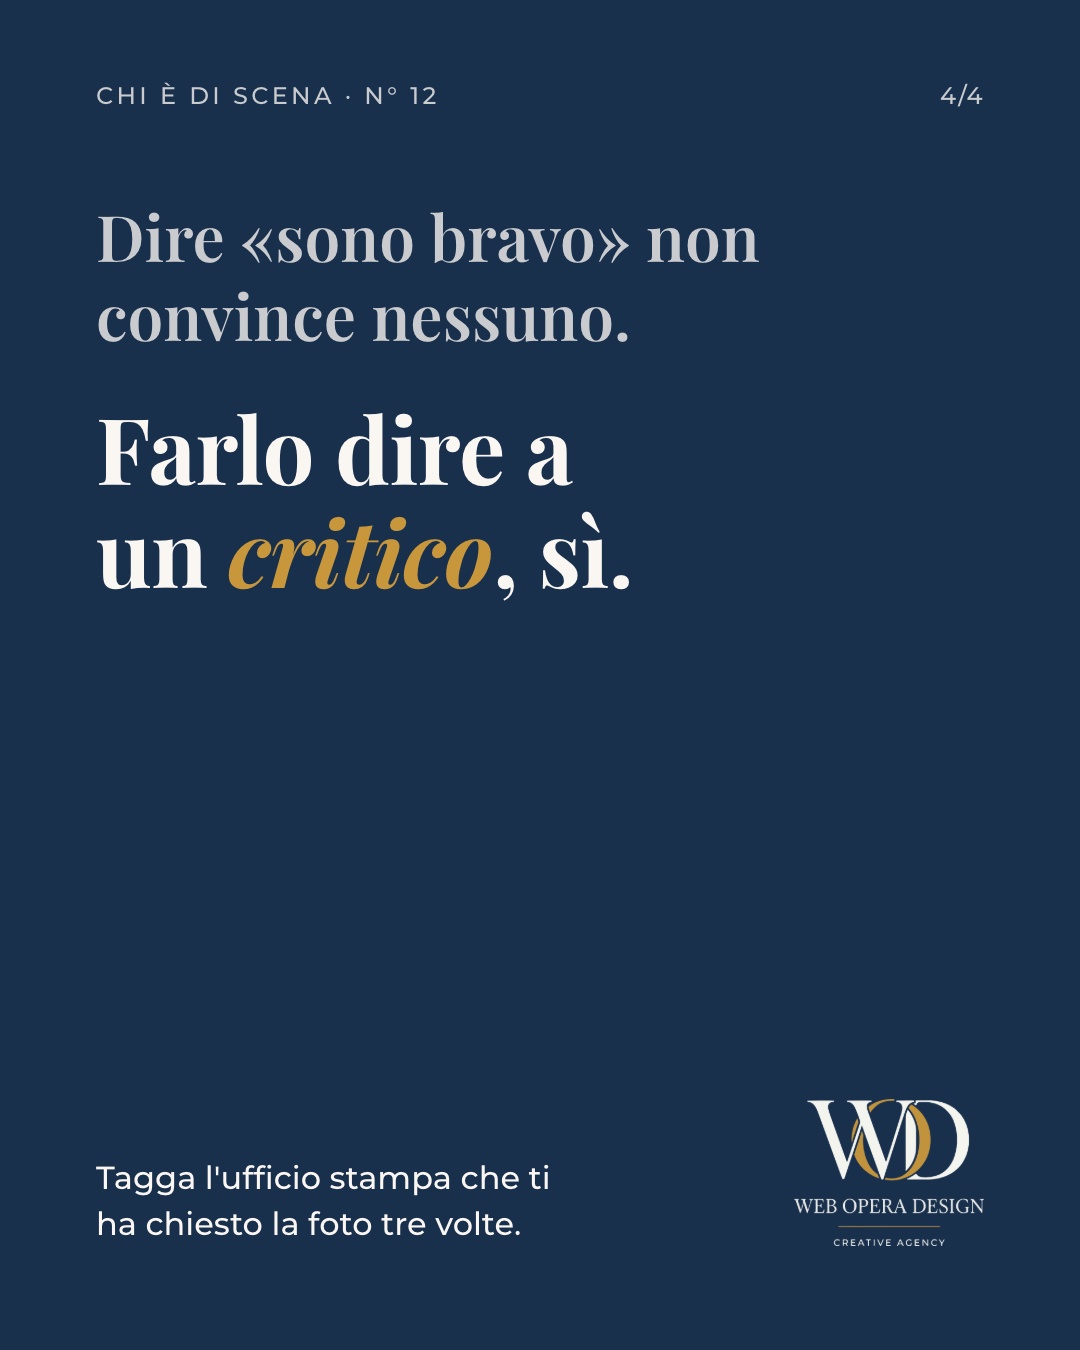 CHI È DI SCENA · N° 12
4/4
Dire «sono bravo» non
convince nessuno.
Farlo dire a
un critico, sì.
Tagga l'ufficio stampa che ti
ha chiesto la foto tre volte.
WOD
WEB OPERA DESIGN
CREATIVE AGENCY